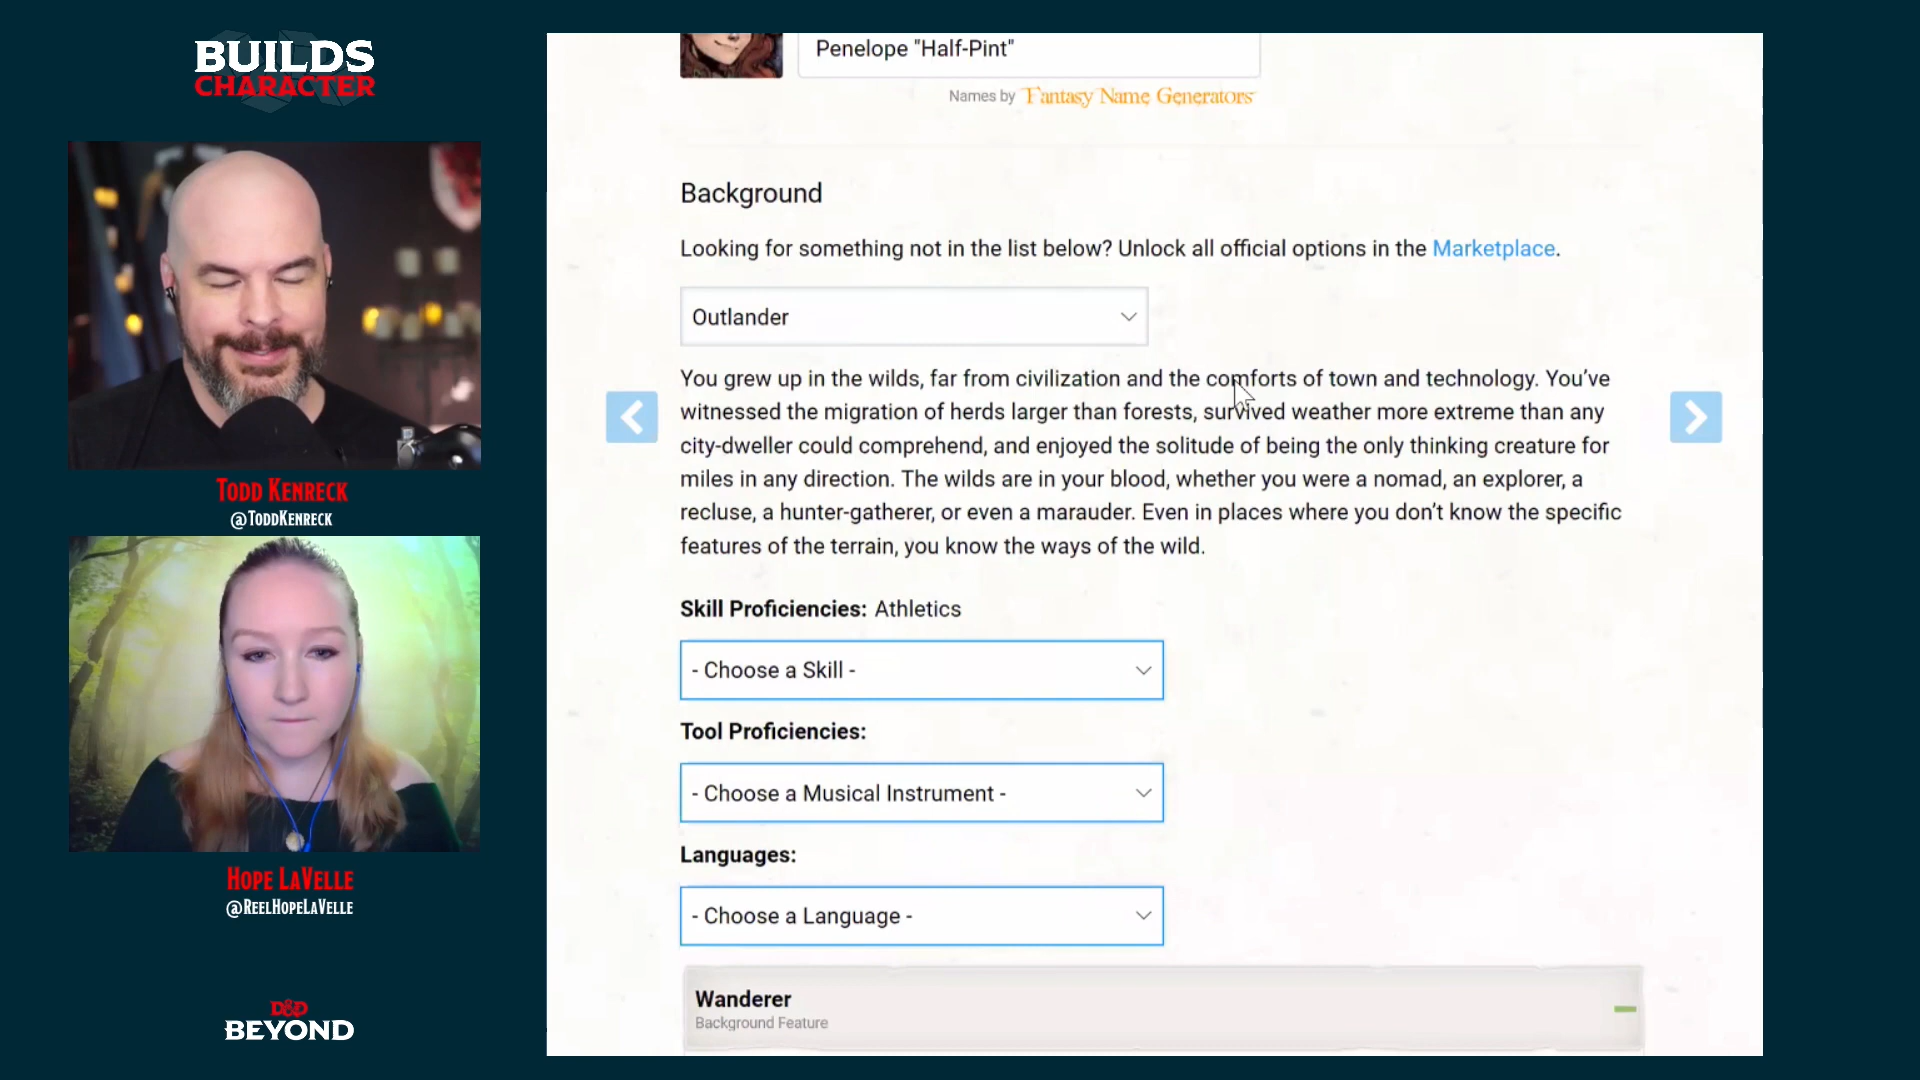 BUILDS
CHARACTER
TODD KENRECK
@TODDKENRECK
HOPE LAVELLE
@REELHOPELAVELLE
D&D
BEYOND
Penelope "Half-Pint"
Names by Fantasy Name Generators
Background
Looking for something not in the list below? Unlock all official options in the Marketplace.
Outlander
You grew up in the wilds, far from civilization and the comforts of town and technology. You’ve
witnessed the migration of herds larger than forests, survived weather more extreme than any
city-dweller could comprehend, and enjoyed the solitude of being the only thinking creature for
miles in any direction. The wilds are in your blood, whether you were a nomad, an explorer, a
recluse, a hunter-gatherer, or even a marauder. Even in places where you don’t know the specific
features of the terrain, you know the ways of the wild.
Skill Proficiencies: Athletics
- Choose a Skill -
Tool Proficiencies:
- Choose a Musical Instrument -
Languages:
- Choose a Language -
Wanderer
Background Feature